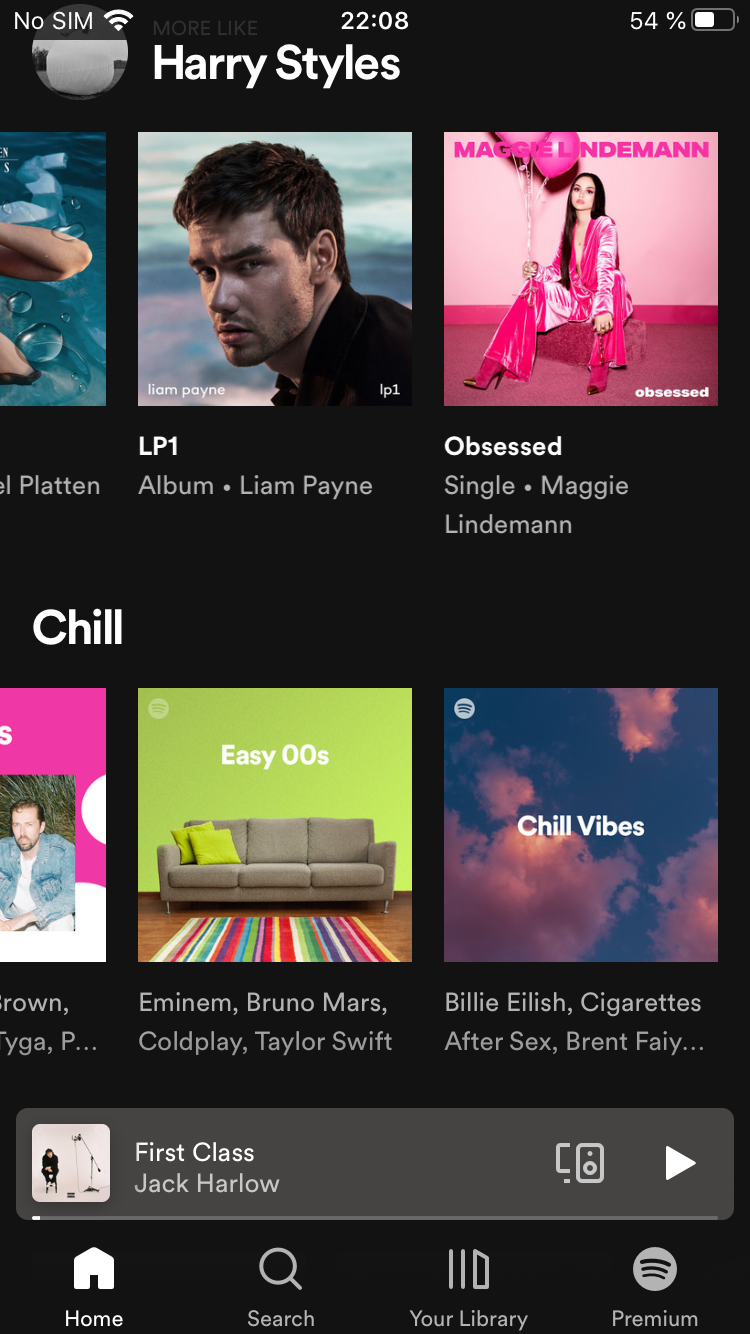 No SIM 22:08 54 %
MORE LIKE
Harry Styles
EN
S
MAGGIE LINDEMANN
liam payne lp1
obsessed
LP1
Obsessed
el Platten
Album • Liam Payne
Single • Maggie
Lindemann
Chill
s
Easy 00s
Chill Vibes
Brown,
Tyga, P...
Eminem, Bruno Mars,
Coldplay, Taylor Swift
Billie Eilish, Cigarettes
After Sex, Brent Faiy...
First Class
Jack Harlow
Home
Search
Your Library
Premium